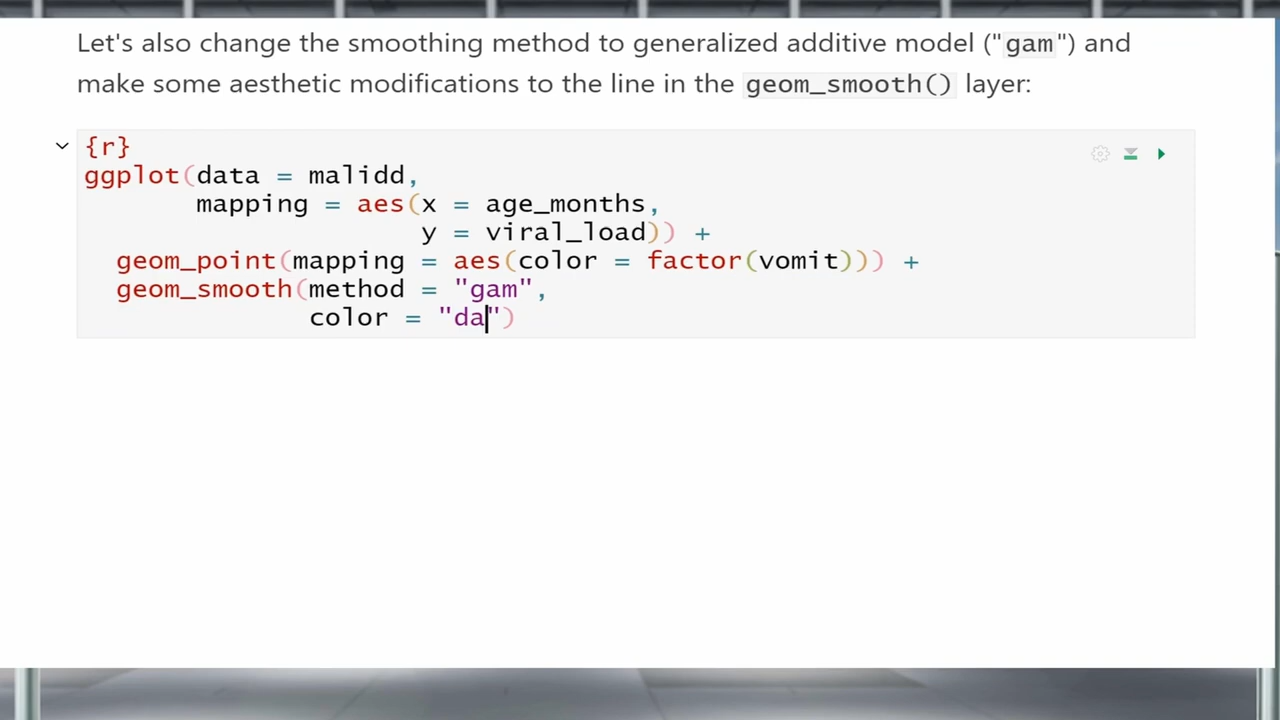 Let's also change the smoothing method to generalized additive model ("gam") and
make some aesthetic modifications to the line in the geom_smooth() layer:
{r}
ggplot(data = malidd,
mapping = aes(x = age_months,
y = viral_load)) +
geom_point(mapping = aes(color = factor(vomit))) +
geom_smooth(method = "gam",
color = "da")